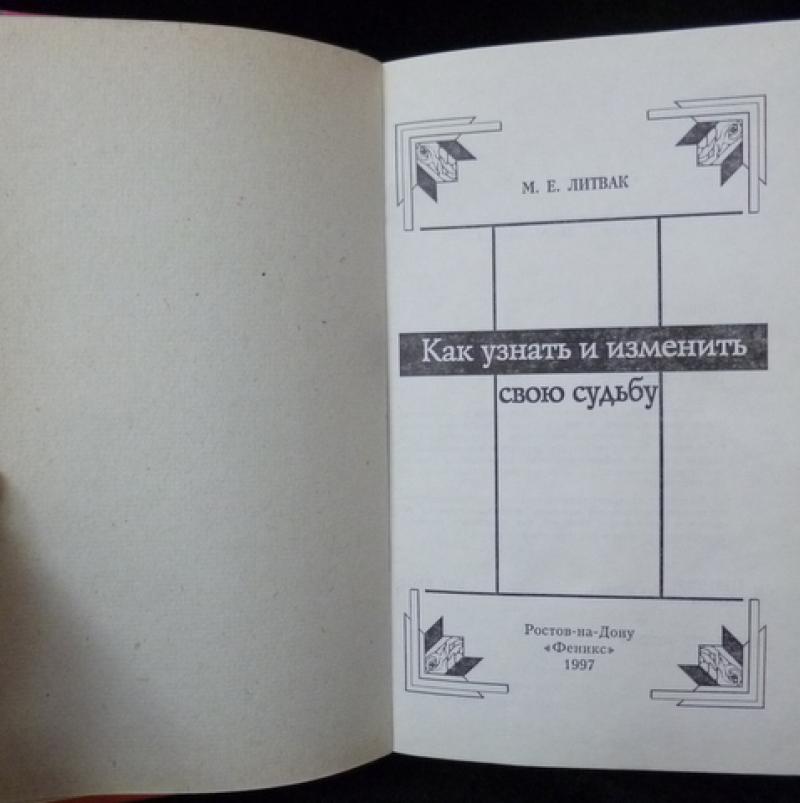 М. Е. ЛИТВАК
Как узнать и изменить
свою судьбу
Ростов-на-Дону
«Феникс»
1997